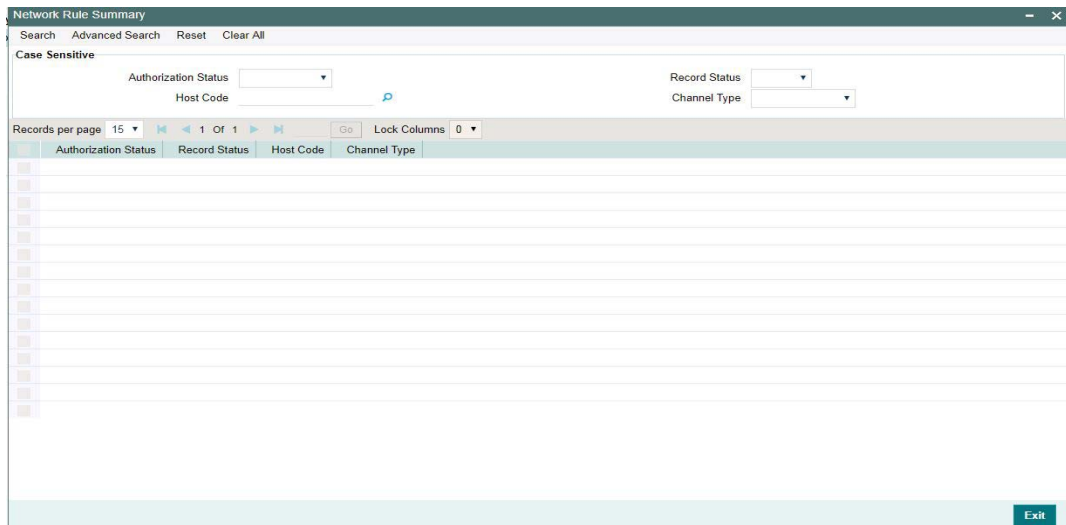 Network Rule Summary
Search Advanced Search Reset Clear All
Case Sensitive
Authorization Status Record Status
Host Code Channel Type
Records per page 15 1 Of 1 Go Lock Columns 0
Authorization Status Record Status Host Code Channel Type
Exit